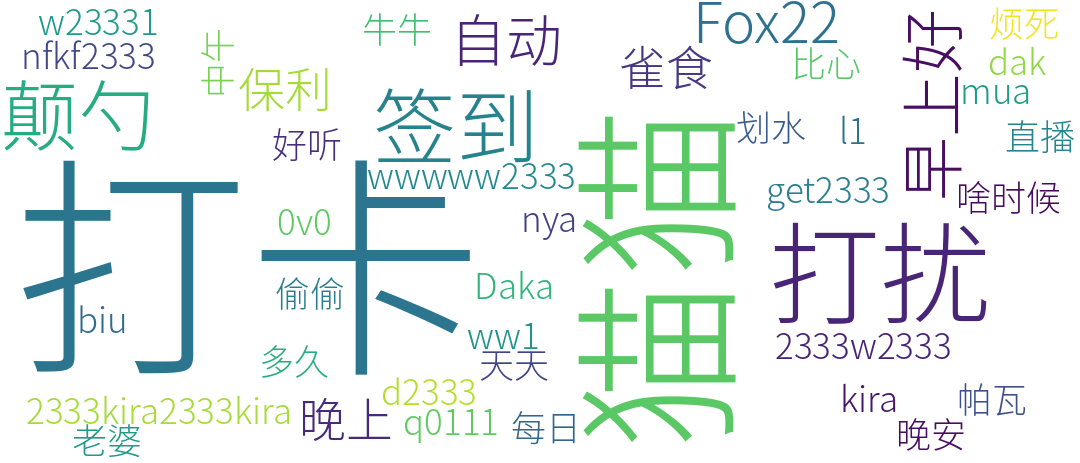 w23331
nfkf2333
中午
牛牛
自动
Fox22
烦死
雀食
比心
早上好
dak
mua
颠勺
保利
签到
好听
划水
l1
直播
打卡
wwwww2333
猫猫
get2333
啥时候
0v0
nya
打扰
偷偷
Daka
biu
ww1
多久
天天
2333w2333
d2333
kira
帕瓦
2333kira2333kira
晚上
q0111
每日
老婆
晚安